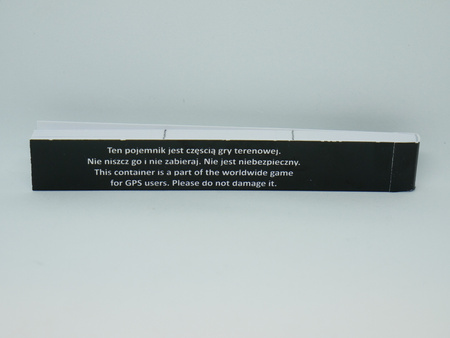 Ten pojemnik jest częścią gry terenowej.
Nie niszcz go i nie zabieraj. Nie jest niebezpieczny.
This container is a part of the worldwide game
for GPS users. Please do not damage it.